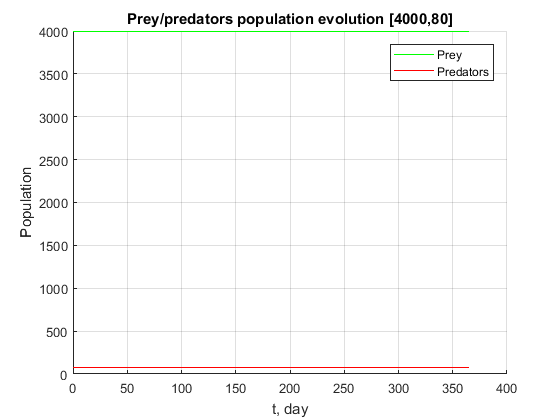 Prey/predators population evolution [4000,80]
4000
3500
3000
2500
2000
1500
1000
500
0
Population
Prey
Predators
0 50 100 150 200 250 300 350 400
t, day